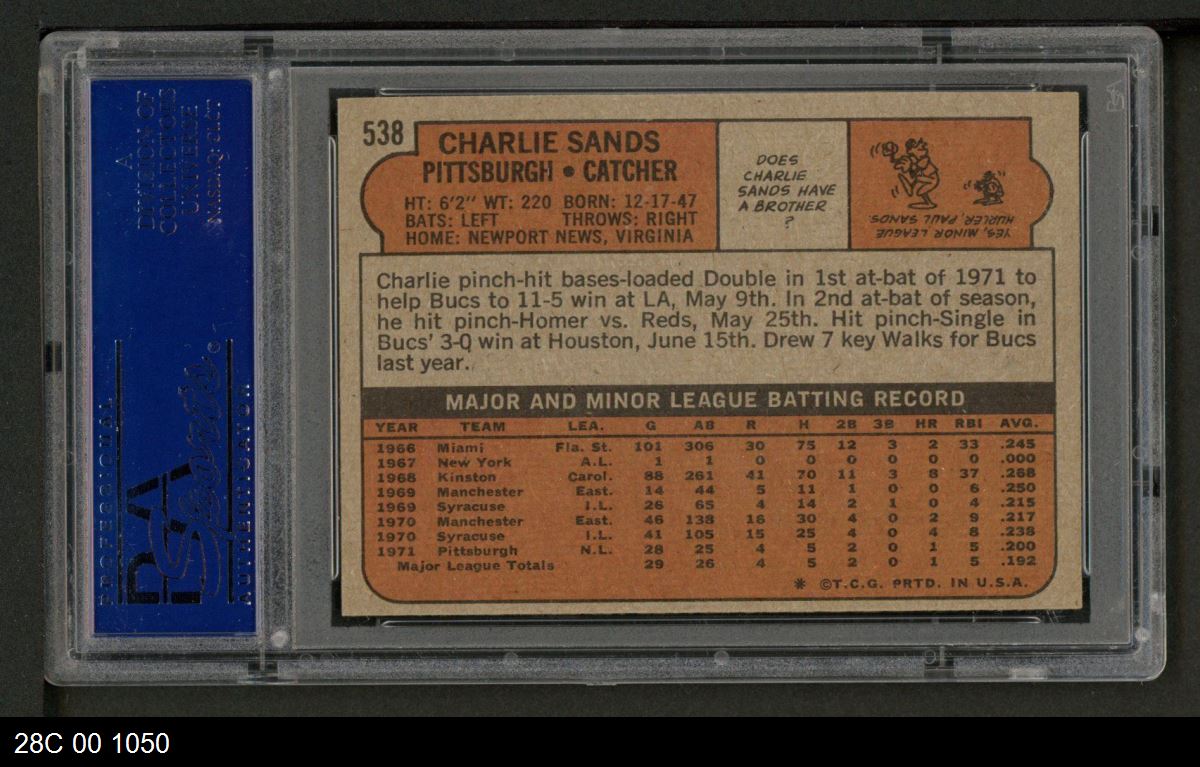 A
DIVISION OF
COLLECTORS
UNIVERSE
NASDAQ: CLCT
PROFESSIONAL
PSA
Sports
AUTHENTICATOR
538
CHARLIE SANDS
PITTSBURGH • CATCHER
HT: 6'2" WT: 220 BORN: 12-17-47
BATS: LEFT THROWS: RIGHT
HOME: NEWPORT NEWS, VIRGINIA
DOES
CHARLIE
SANDS HAVE
A BROTHER
?
YES, MINOR LEAGUE
HURLER, PAUL SANDS.
Charlie pinch-hit bases-loaded Double in 1st at-bat of 1971 to
help Bucs to 11-5 win at LA, May 9th. In 2nd at-bat of season,
he hit pinch-Homer vs. Reds, May 25th. Hit pinch-Single in
Bucs' 3-0 win at Houston, June 15th. Drew 7 key Walks for Bucs
last year.
MAJOR AND MINOR LEAGUE BATTING RECORD
YEAR TEAM LEA. G AB R H 2B 3B HR RBI AVG.
1966 Miami Fla. St. 101 306 30 75 12 3 2 33 .245
1967 New York A.L. 1 1 0 0 0 0 0 0 .000
1968 Kinston Carol. 88 261 41 70 11 3 8 37 .268
1969 Manchester East. 14 44 5 11 1 0 0 6 .250
1969 Syracuse I.L. 26 65 4 14 2 1 0 4 .215
1970 Manchester East. 46 138 16 30 4 0 2 9 .217
1970 Syracuse I.L. 41 105 15 25 4 0 4 8 .238
1971 Pittsburgh N.L. 28 25 4 5 2 0 1 5 .200
Major League Totals 29 26 4 5 2 0 1 5 .192
* ©T.C.G. PRTD. IN U.S.A.
28C 00 1050